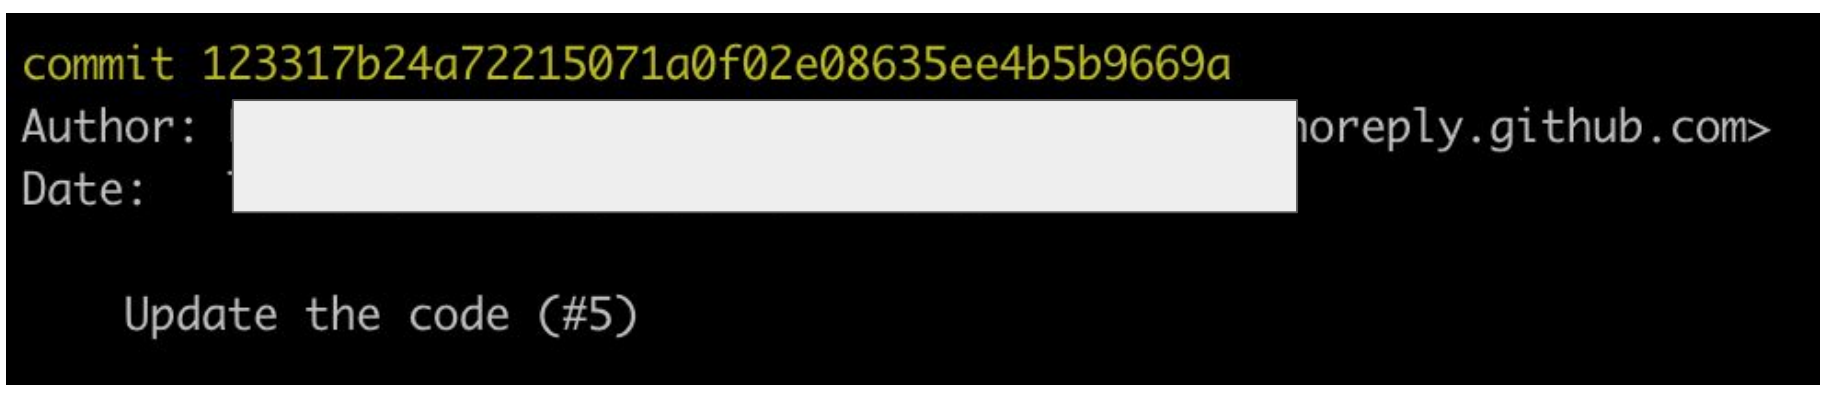 commit 123317b24a72215071a0f02e08635ee4b5b9669a
Author: noreply.github.com>
Date:
Update the code (#5)